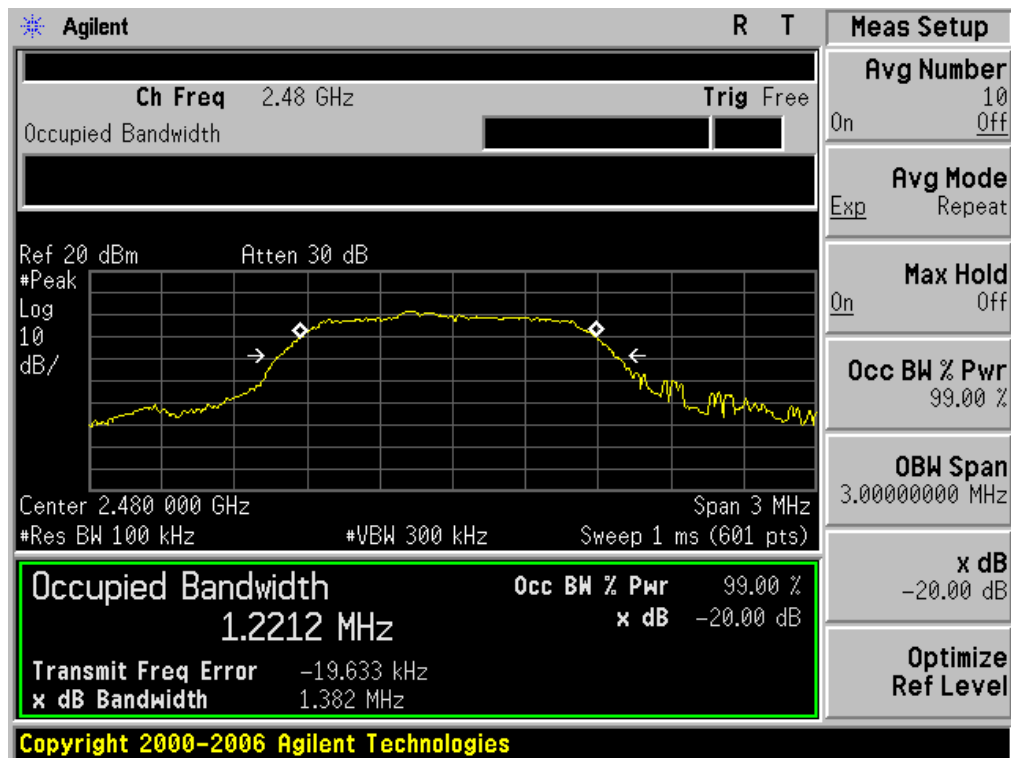 Agilent R T
Ch Freq 2.48 GHz Trig Free
Occupied Bandwidth
Ref 20 dBm Atten 30 dB
#Peak
Log
10
dB/
Center 2.480 000 GHz Span 3 MHz
#Res BW 100 kHz #VBW 300 kHz Sweep 1 ms (601 pts)
Occupied Bandwidth Occ BW % Pwr 99.00 %
1.2212 MHz x dB -20.00 dB
Transmit Freq Error -19.633 kHz
x dB Bandwidth 1.382 MHz
Copyright 2000-2006 Agilent Technologies
Meas Setup
Avg Number
10
On Off
Avg Mode
Exp Repeat
Max Hold
On Off
Occ BW % Pwr
99.00 %
OBW Span
3.00000000 MHz
x dB
-20.00 dB
Optimize
Ref Level